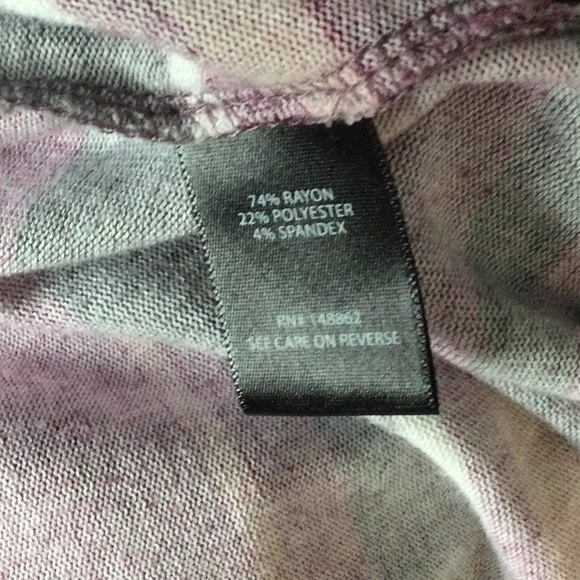 74% RAYON
22% POLYESTER
4% SPANDEX
RN# 148862
SEE CARE ON REVERSE